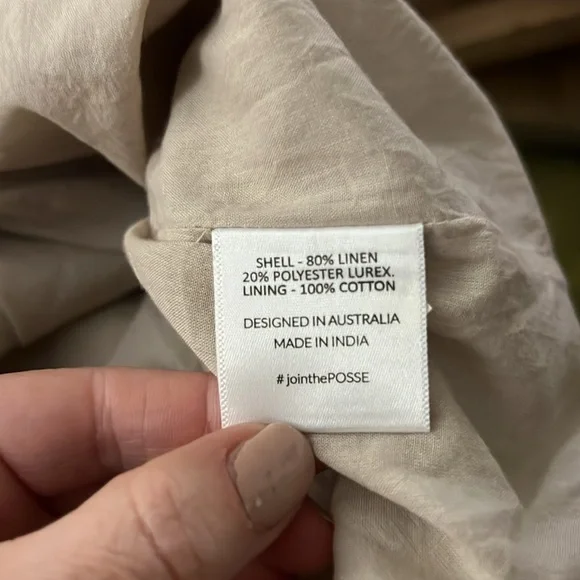 SHELL - 80% LINEN
20% POLYESTER LUREX.
LINING - 100% COTTON
DESIGNED IN AUSTRALIA
MADE IN INDIA
# jointhePOSSE